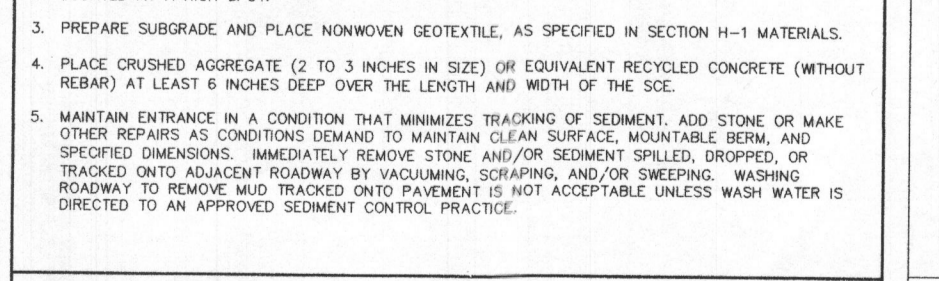 3. PREPARE SUBGRADE AND PLACE NONWOVEN GEOTEXTILE, AS SPECIFIED IN SECTION H-1 MATERIALS.
4. PLACE CRUSHED AGGREGATE (2 TO 3 INCHES IN SIZE) OR EQUIVALENT RECYCLED CONCRETE (WITHOUT
REBAR) AT LEAST 6 INCHES DEEP OVER THE LENGTH AND WIDTH OF THE SCE.
5. MAINTAIN ENTRANCE IN A CONDITION THAT MINIMIZES TRACKING OF SEDIMENT. ADD STONE OR MAKE
OTHER REPAIRS AS CONDITIONS DEMAND TO MAINTAIN CLEAN SURFACE, MOUNTABLE BERM, AND
SPECIFIED DIMENSIONS. IMMEDIATELY REMOVE STONE AND/OR SEDIMENT SPILLED, DROPPED, OR
TRACKED ONTO ADJACENT ROADWAY BY VACUUMING, SCRAPING, AND/OR SWEEPING. WASHING
ROADWAY TO REMOVE MUD TRACKED ONTO PAVEMENT IS NOT ACCEPTABLE UNLESS WASH WATER IS
DIRECTED TO AN APPROVED SEDIMENT CONTROL PRACTICE.